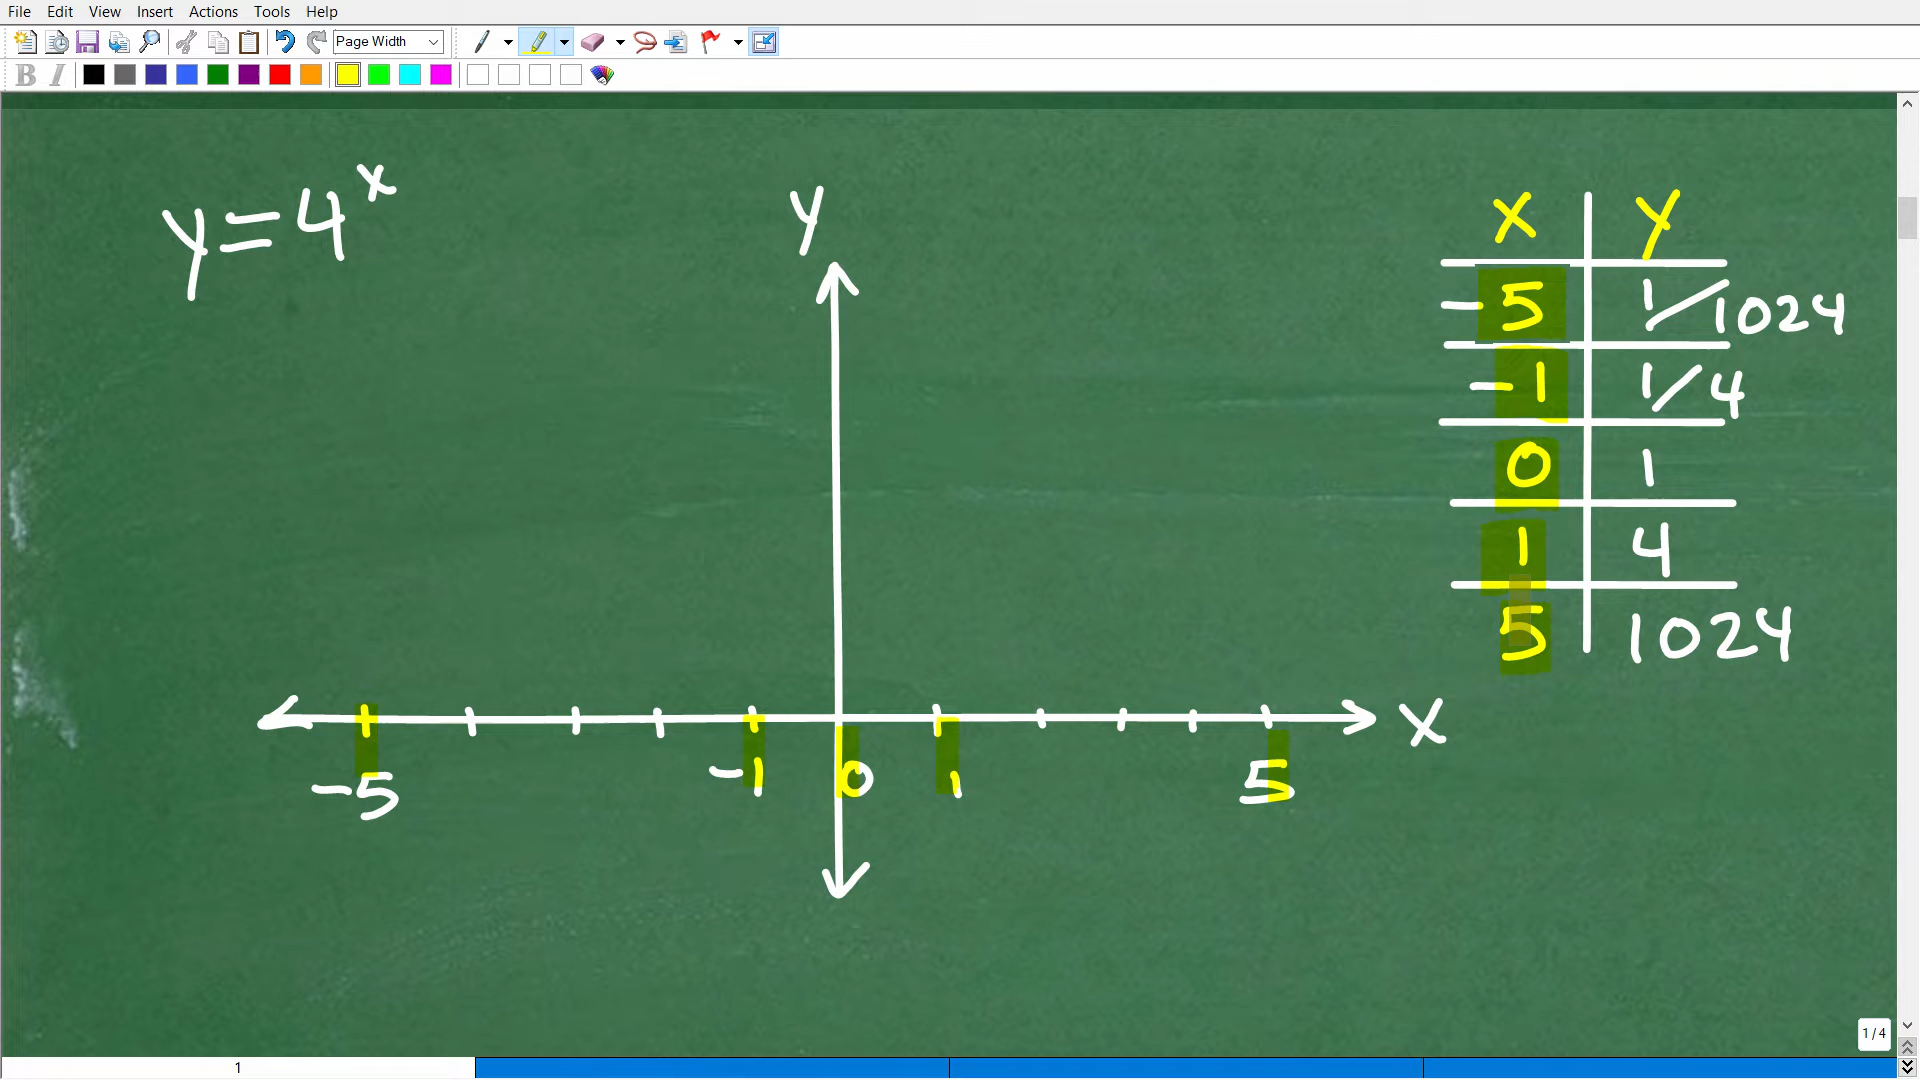 File Edit View Insert Actions Tools Help
Page Width
B I
y=4^x
y
x y
-5 1/1024
-1 1/4
0 1
1 4
5 1024
x
-5 -1 0 1 5
1/4
1